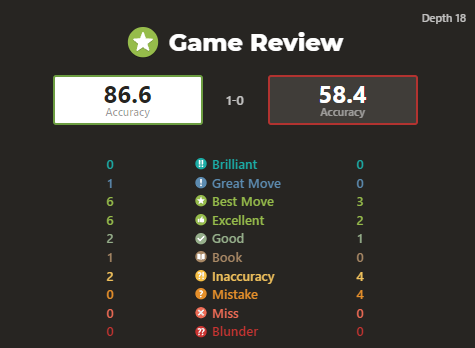 Depth 18
Game Review
86.6 1-0 58.4
Accuracy Accuracy
0 !! Brilliant 0
1 ! Great Move 0
6 Best Move 3
6 Excellent 2
2 Good 1
1 Book 0
2 ?! Inaccuracy 4
0 ? Mistake 4
0 Miss 0
0 ?? Blunder 0